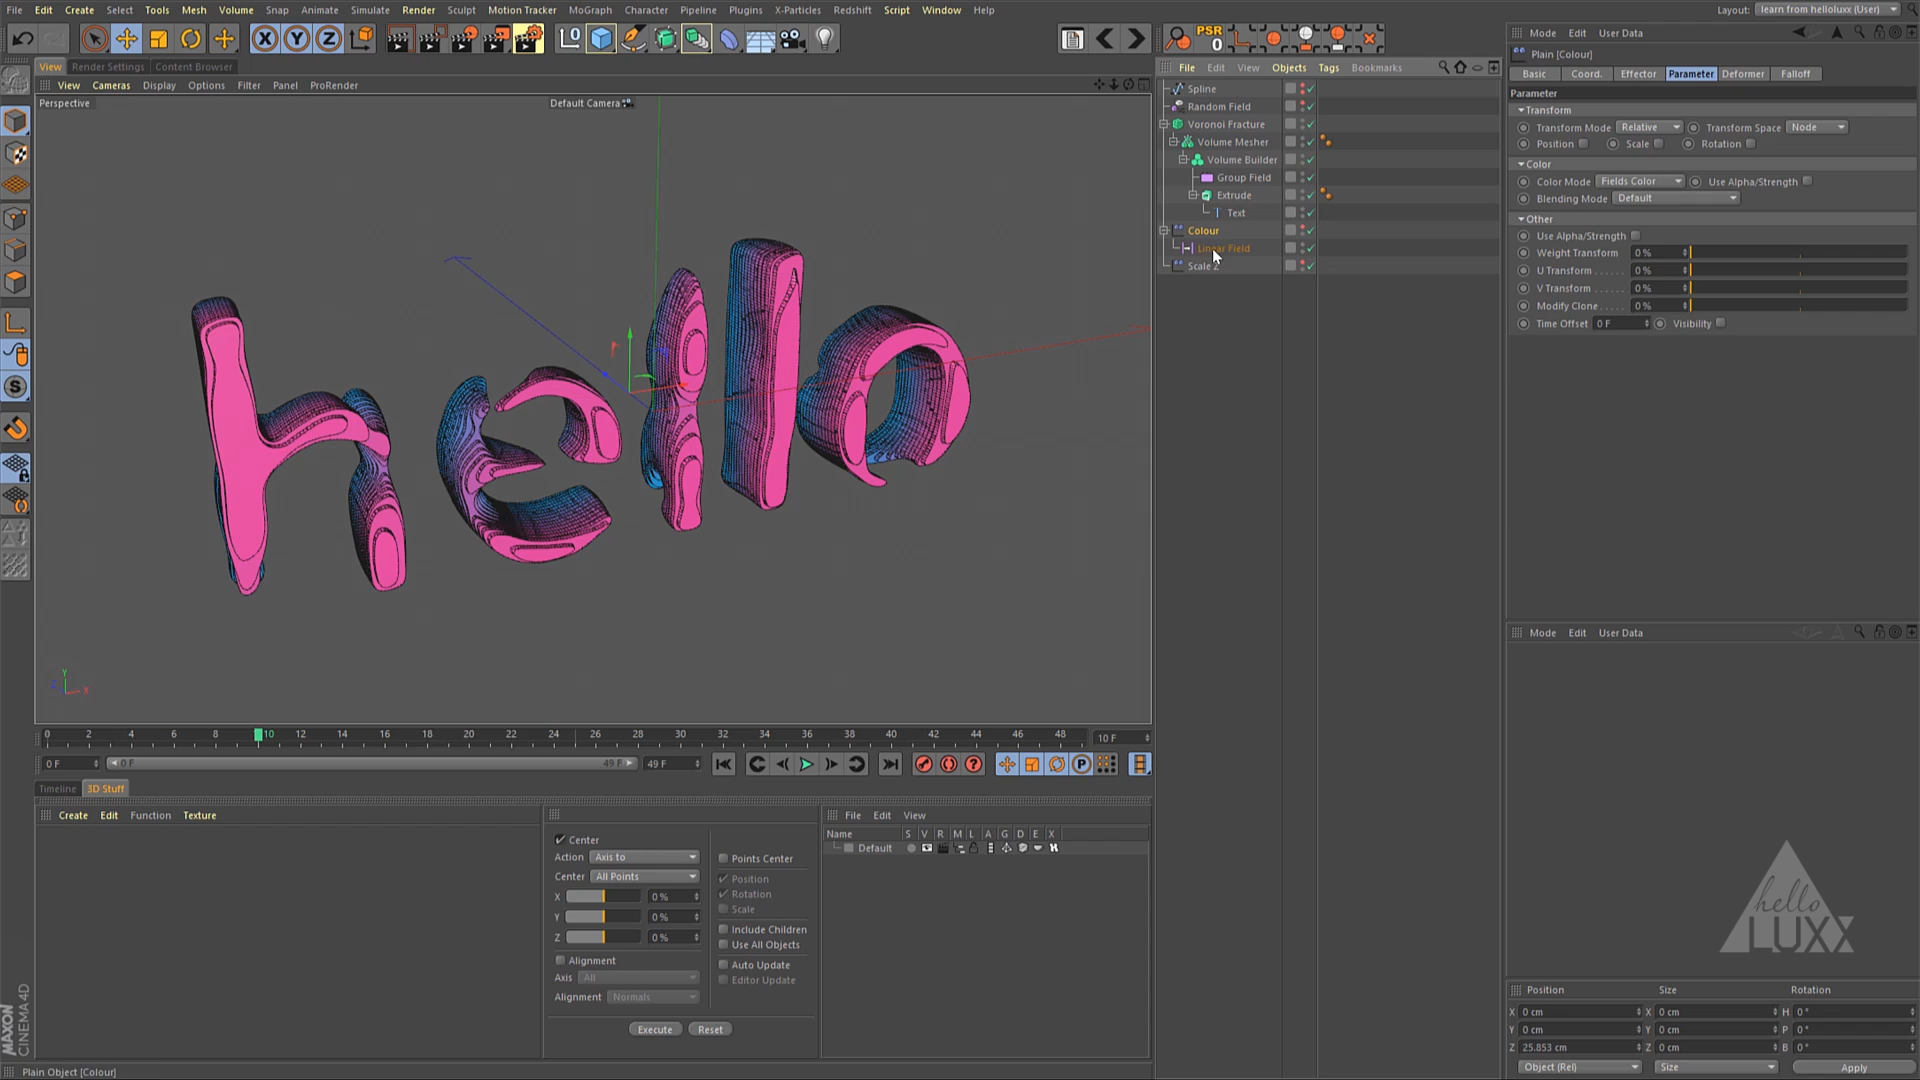 File Edit Create Select Tools Mesh Volume Snap Animate Simulate Render Sculpt Motion Tracker MoGraph Character Pipeline Plugins X-Particles Redshift Script Window Help Layout: learn from helloluxx (User)
X Y Z PSR 0
View Render Settings Content Browser
View Cameras Display Options Filter Panel ProRender
Perspective Default Camera
File Edit View Objects Tags Bookmarks
Spline
Random Field
Voronoi Fracture
Volume Mesher
Volume Builder
Group Field
Extrude
Text
Colour
Linear Field
Scale Z
Mode Edit User Data
Plain [Colour]
Basic Coord. Effector Parameter Deformer Falloff
Parameter
Transform
Transform Mode Relative Transform Space Node
Position Scale Rotation
Color
Color Mode Fields Color Use Alpha/Strength
Blending Mode Default
Other
Use Alpha/Strength
Weight Transform 0 %
U Transform 0 %
V Transform 0 %
Modify Clone 0 %
Time Offset 0 F Visibility
Mode Edit User Data
hello
Y Z X
0 2 4 6 8 10 12 14 16 18 20 22 24 26 28 30 32 34 36 38 40 42 44 46 48 10 F
0 F 0 F 49 F 49 F
Timeline 3D Stuff
Create Edit Function Texture
Center
Action Axis to
Center All Points
X 0 %
Y 0 %
Z 0 %
Alignment
Axis All
Alignment Normals
Points Center
Position
Rotation
Scale
Include Children
Use All Objects
Auto Update
Editor Update
Execute Reset
File Edit View
Name S V R M L A G D E X
Default
hello
LUXX
Position Size Rotation
X 0 cm X 0 cm H 0 °
Y 0 cm Y 0 cm P 0 °
Z 25.853 cm Z 0 cm B 0 °
Object (Rel) Size Apply
MAXON
CINEMA 4D
Plain Object [Colour]